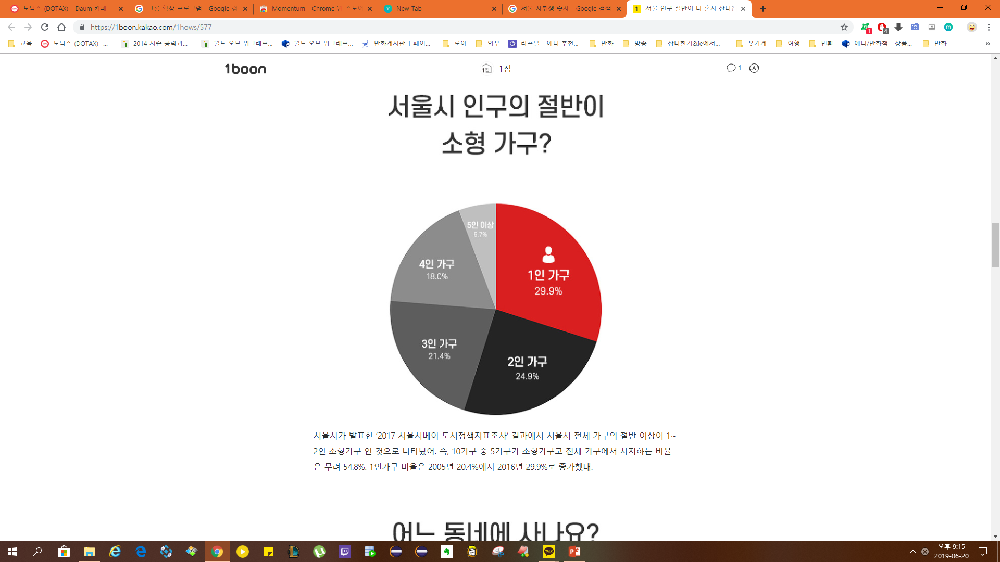 도탁스 (DOTAX) - Daum 카페
크롬 확장 프로그램 - Google 검
Momentum - Chrome 웹 스토어
New Tab
서울 자취생 숫자 - Google 검색
서울 인구 절반이 나 혼자 산다?
https://1boon.kakao.com/1hows/577
1
4
m
교육
도탁스 (DOTAX) -...
2014 시즌 공략과...
월드 오브 워크래프...
월드 오브 워크래프...
만화게시판 1 페이...
로아
와우
라프텔 - 애니 추천...
만화
방송
잡다한거&ie에서...
옷가게
여행
변환
애니/만화책 - 상품...
만화
»
1boon
1집
1집
1
A
서울시 인구의 절반이
소형 가구?
5인 이상
5.7%
4인 가구
18.0%
1인 가구
29.9%
3인 가구
21.4%
2인 가구
24.9%
서울시가 발표한 '2017 서울서베이 도시정책지표조사' 결과에서 서울시 전체 가구의 절반 이상이 1~
2인 소형가구 인 것으로 나타났어. 즉, 10가구 중 5가구가 소형가구고 전체 가구에서 차지하는 비율
은 무려 54.8%. 1인가구 비율은 2005년 20.4%에서 2016년 29.9%로 증가했대.
어느 동네에 사나요?
TALK
오후 9:15
2019-06-20